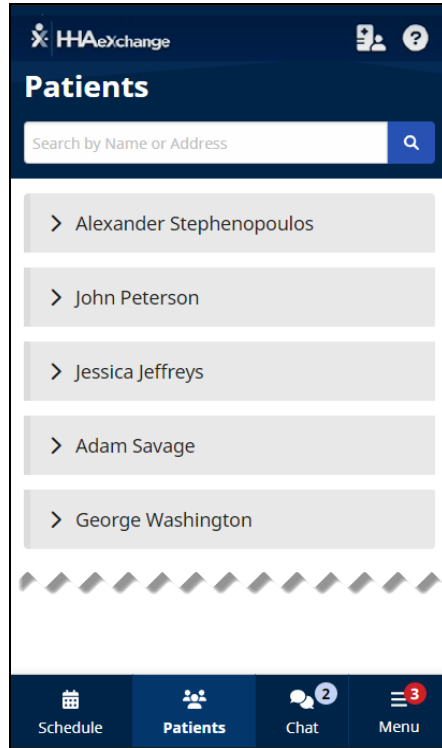 HHAeXchange
Patients
Search by Name or Address
Alexander Stephenopoulos
John Peterson
Jessica Jeffreys
Adam Savage
George Washington
2
3
Schedule Patients Chat Menu